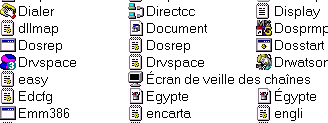 Dialer Directcc Display
dllmap Document Dosprmp
Dosrep Dosrep Dosstart
Drvspace Drvspace Drwatson
easy Écran de veille des chaînes
Edcfg Egypte Égypte
Emm386 encarta engli